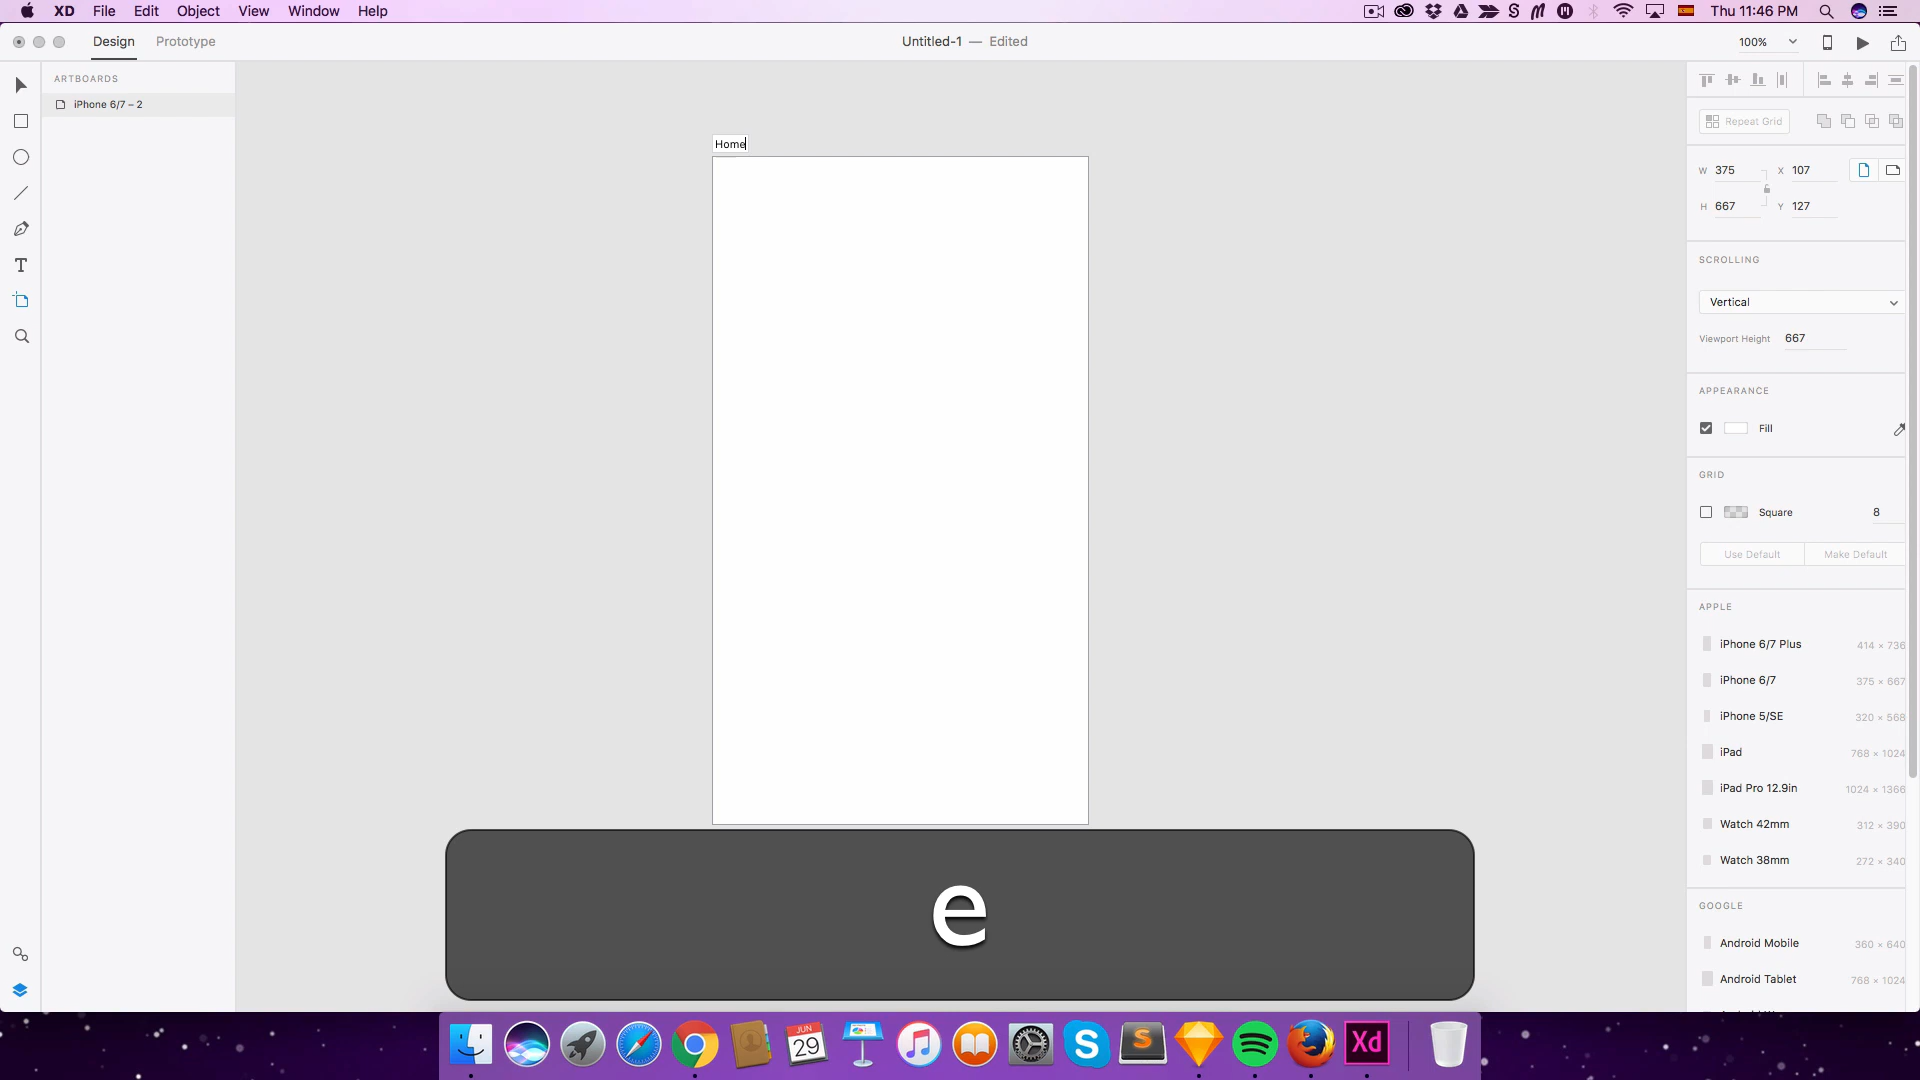 XD File Edit Object View Window Help Thu 11:46 PM
Design Prototype Untitled-1 — Edited 100%
ARTBOARDS
iPhone 6/7 – 2
Home
Repeat Grid
W 375 X 107
H 667 Y 127
SCROLLING
Vertical
Viewport Height 667
APPEARANCE
Fill
GRID
Square 8
Use Default Make Default
APPLE
iPhone 6/7 Plus 414 × 736
iPhone 6/7 375 × 667
iPhone 5/SE 320 × 568
iPad 768 × 1024
iPad Pro 12.9in 1024 × 1366
Watch 42mm 312 × 390
Watch 38mm 272 × 340
GOOGLE
Android Mobile 360 × 640
Android Tablet 768 × 1024
e
JUN
29
Xd